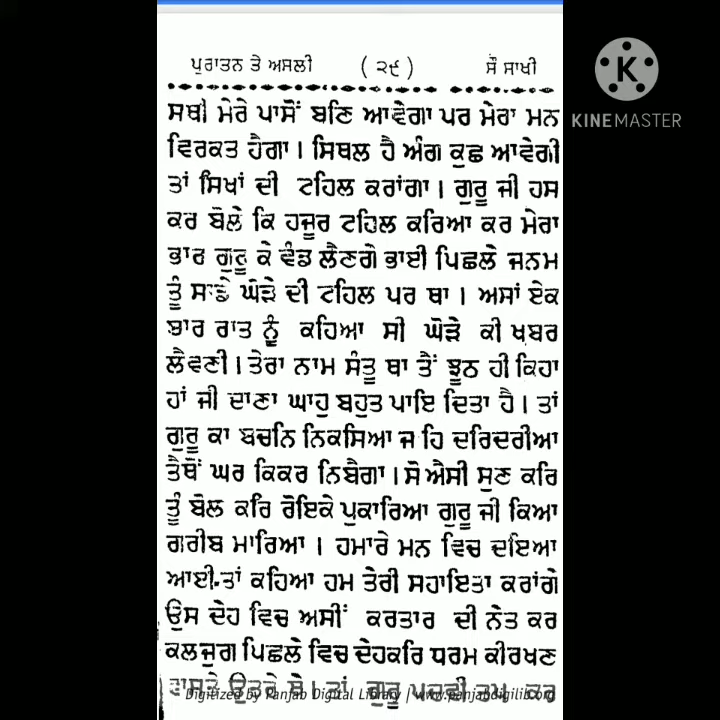 ਪੁਰਾਤਨ ਤੇ ਅਸਲੀ ( ੨੯ ) ਸੌ ਸਾਖੀ
KINEMASTER
ਸਥੀ ਮੇਰੇ ਪਾਸੋਂ ਬਣਿ ਆਵੇਗਾ ਪਰ ਮੇਰਾ ਮਨ
ਵਿਰਕਤ ਹੈਗਾ । ਸਿਥਲ ਹੈ ਅੰਗ ਕੁਛ ਆਵੇਗੀ
ਤਾਂ ਸਿਖਾਂ ਦੀ ਟਹਿਲ ਕਰਾਂਗਾ । ਗੁਰੂ ਜੀ ਹਸ
ਕਰ ਬੋਲੇ ਕਿ ਹਜੂਰ ਟਹਿਲ ਕਰਿਆ ਕਰ ਮੇਰਾ
ਭਾਰ ਗੁਰੂ ਕੇ ਵੰਡ ਲੈਣਗੇ ਭਾਈ ਪਿਛਲੇ ਜਨਮ
ਤੂੰ ਸਾਡੇ ਘੋੜੇ ਦੀ ਟਹਿਲ ਪਰ ਥਾ । ਅਸਾਂ ਏਕ
ਬਾਰ ਰਾਤ ਨੂੰ ਕਹਿਆ ਸੀ ਘੋੜੇ ਕੀ ਖਬਰ
ਲੈਵਣੀ । ਤੇਰਾ ਨਾਮ ਸੰਤੂ ਥਾ ਤੈਂ ਝੂਠ ਹੀ ਕਿਹਾ
ਹਾਂ ਜੀ ਦਾਣਾ ਘਾਹੁ ਬਹੁਤ ਪਾਇ ਦਿਤਾ ਹੈ । ਤਾਂ
ਗੁਰੂ ਕਾ ਬਚਨਿ ਨਿਕਸਿਆ ਜ ਹਿ ਦਰਿਦਰੀਆ
ਤੈਥੋਂ ਘਰ ਕਿਕਰ ਨਿਬੈਗਾ । ਸੋ ਐਸੀ ਸੁਣ ਕਰਿ
ਤੂੰ ਬੋਲ ਕਰਿ ਰੋਇਕੇ ਪੁਕਾਰਿਆ ਗੁਰੂ ਜੀ ਕਿਆ
ਗਰੀਬ ਮਾਰਿਆ । ਹਮਾਰੇ ਮਨ ਵਿਚ ਦਇਆ
ਆਈ.ਤਾਂ ਕਹਿਆ ਹਮ ਤੇਰੀ ਸਹਾਇਤਾ ਕਰਾਂਗੇ
ਉਸ ਦੇਹ ਵਿਚ ਅਸੀਂ ਕਰਤਾਰ ਦੀ ਨੇਤ ਕਰ
ਕਲਜੁਗ ਪਿਛਲੇ ਵਿਚ ਦੇਹਕਰਿ ਧਰਮ ਕੀਰਖਣ
ਤਾਂ ਗੁਰੂ
Digitized by Panjab Digital Library | www.panjabdigilib.org